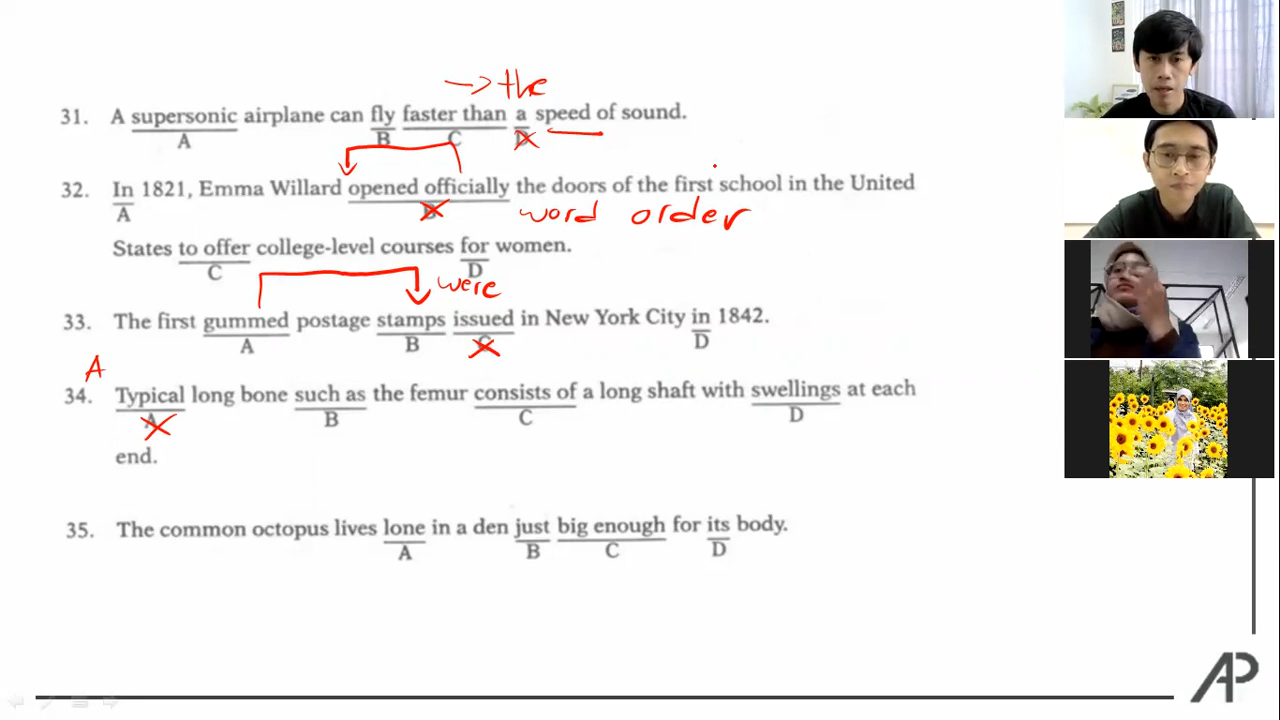 → the
31. A supersonic airplane can fly faster than a speed of sound.
A B C D
32. In 1821, Emma Willard opened officially the doors of the first school in the United
A B word order
States to offer college-level courses for women.
C D
were
33. The first gummed postage stamps issued in New York City in 1842.
A B C D
A
34. Typical long bone such as the femur consists of a long shaft with swellings at each
A B C D
end.
35. The common octopus lives lone in a den just big enough for its body.
A B C D
AP